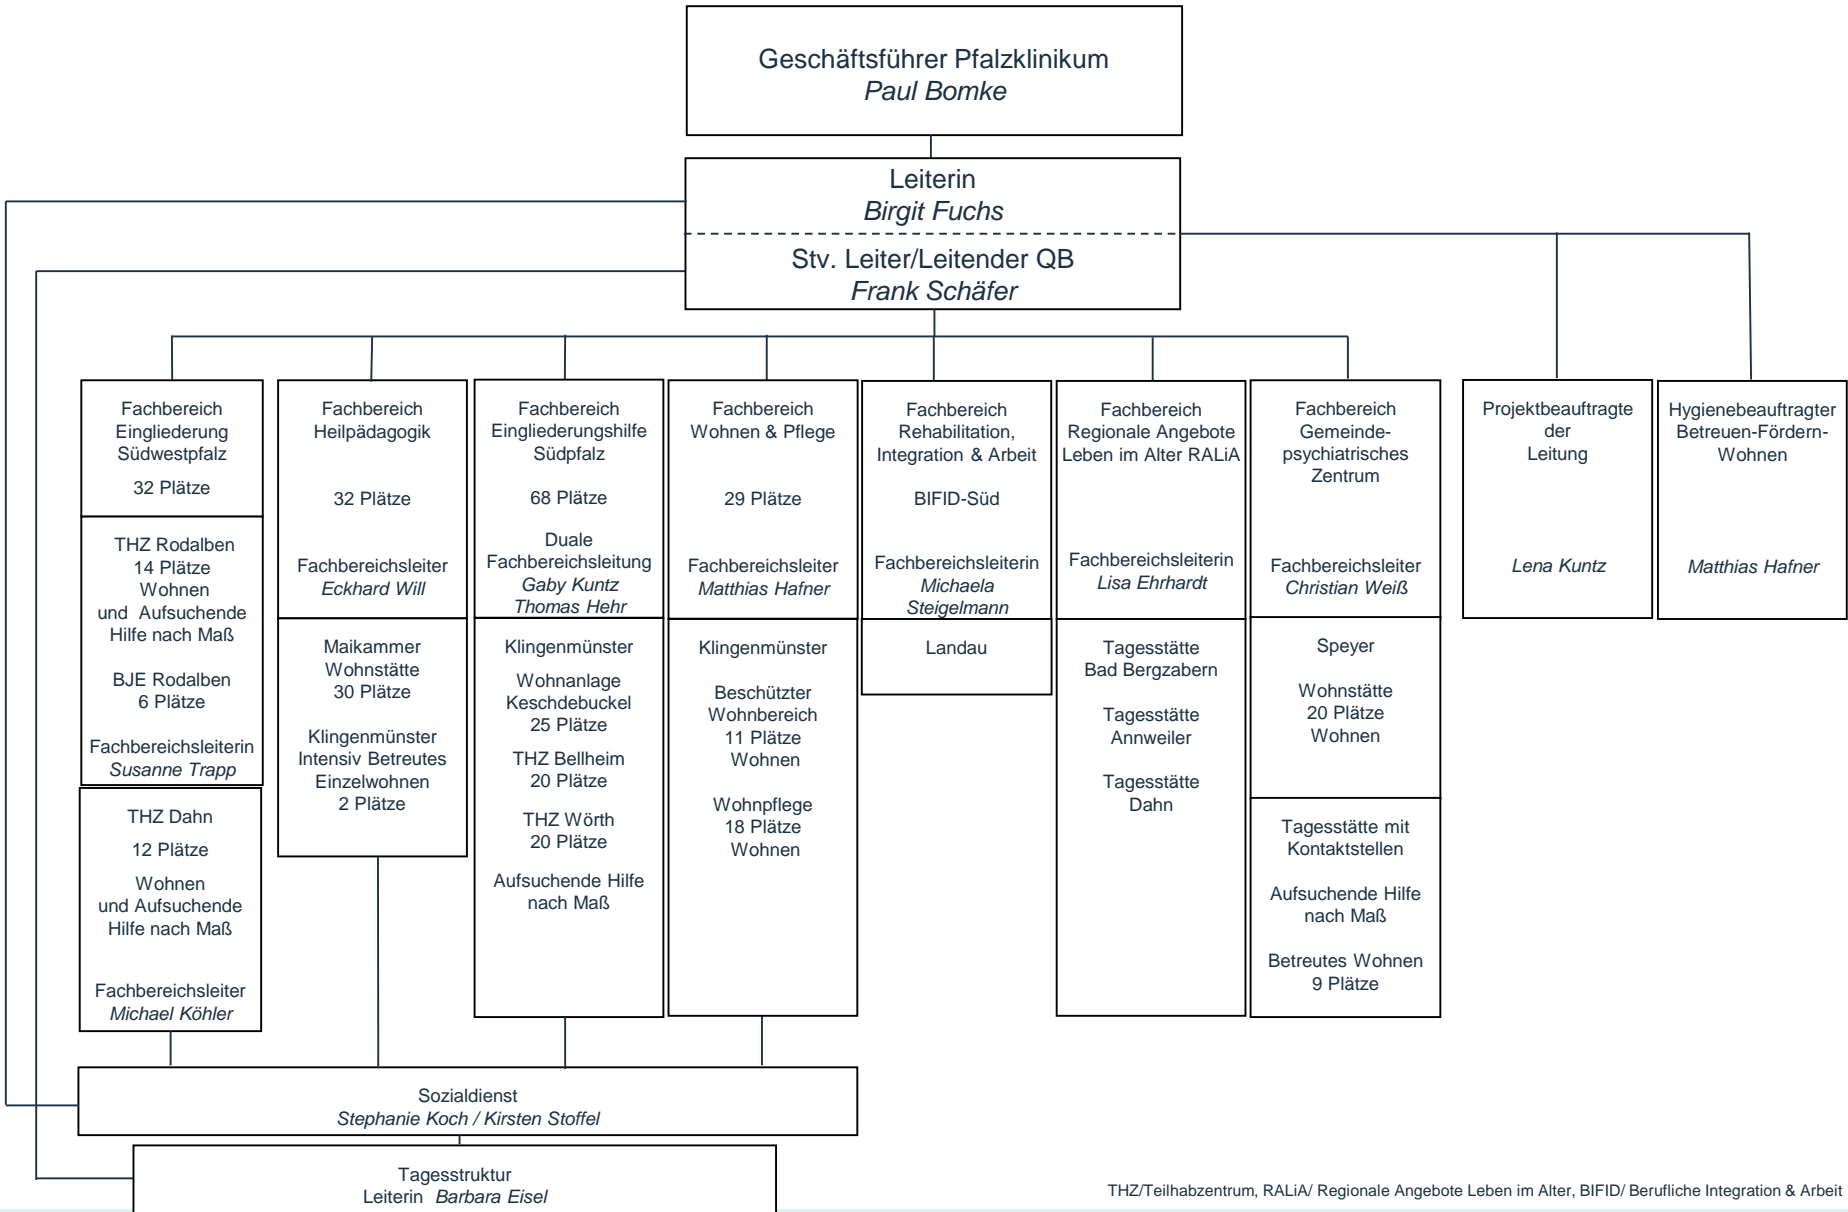 Geschäftsführer Pfalzklinikum
Paul Bomke
Leiterin
Birgit Fuchs
Stv. Leiter/Leitender QB
Frank Schäfer
Fachbereich
Eingliederung
Südwestpfalz
32 Plätze
THZ Rodalben
14 Plätze
Wohnen
und Aufsuchende
Hilfe nach Maß
BJE Rodalben
6 Plätze
Fachbereichsleiterin
Susanne Trapp
THZ Dahn
12 Plätze
Wohnen
und Aufsuchende
Hilfe nach Maß
Fachbereichsleiter
Michael Köhler
Fachbereich
Heilpädagogik
32 Plätze
Fachbereichsleiter
Eckhard Will
Maikammer
Wohnstätte
30 Plätze
Klingenmünster
Intensiv Betreutes
Einzelwohnen
2 Plätze
Fachbereich
Eingliederungshilfe
Südpfalz
68 Plätze
Duale
Fachbereichsleitung
Gaby Kuntz
Thomas Hehr
Klingenmünster
Wohnanlage
Keschdebuckel
25 Plätze
THZ Bellheim
20 Plätze
THZ Wörth
20 Plätze
Aufsuchende Hilfe
nach Maß
Fachbereich
Wohnen & Pflege
29 Plätze
Fachbereichsleiter
Matthias Hafner
Klingenmünster
Beschützter
Wohnbereich
11 Plätze
Wohnen
Wohnpflege
18 Plätze
Wohnen
Fachbereich
Rehabilitation,
Integration & Arbeit
BIFID-Süd
Fachbereichsleiterin
Michaela
Steigelmann
Landau
Fachbereich
Regionale Angebote
Leben im Alter RALiA
Fachbereichsleiterin
Lisa Ehrhardt
Tagesstätte
Bad Bergzabern
Tagesstätte
Annweiler
Tagesstätte
Dahn
Fachbereich
Gemeinde-
psychiatrisches
Zentrum
Fachbereichsleiter
Christian Weiß
Speyer
Wohnstätte
20 Plätze
Wohnen
Tagesstätte mit
Kontaktstellen
Aufsuchende Hilfe
nach Maß
Betreutes Wohnen
9 Plätze
Projektbeauftragte
der
Leitung
Lena Kuntz
Hygienebeauftragter
Betreuen-Fördern-
Wohnen
Matthias Hafner
Sozialdienst
Stephanie Koch / Kirsten Stoffel
Tagesstruktur
Leiterin Barbara Eisel
THZ/Teilhabzentrum, RALiA/ Regionale Angebote Leben im Alter, BIFID/ Berufliche Integration & Arbeit